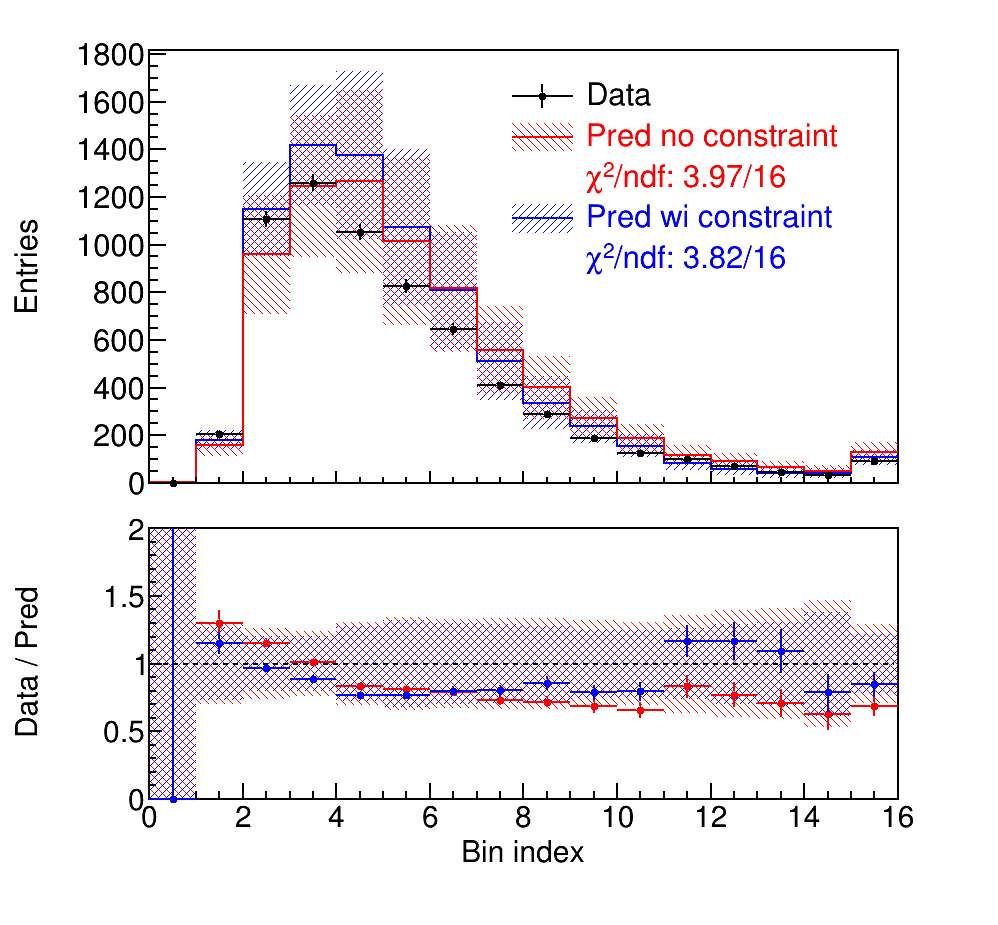 1800
1600
1400
1200
1000
800
600
400
200
0
Entries
Data
Pred no constraint
χ²/ndf: 3.97/16
Pred wi constraint
χ²/ndf: 3.82/16
2
1.5
1
0.5
0
Data / Pred
0 2 4 6 8 10 12 14 16
Bin index